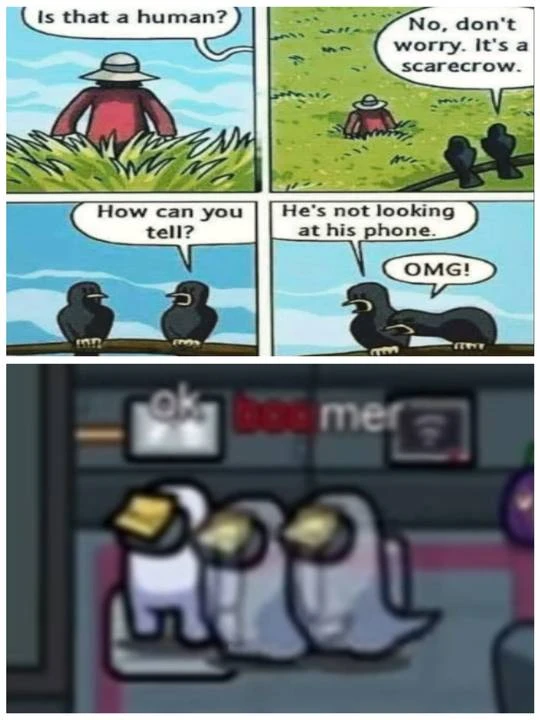 Is that a human?
No, don't
worry. It's a
scarecrow.
How can you
tell?
He's not looking
at his phone.
OMG!
ok boomer